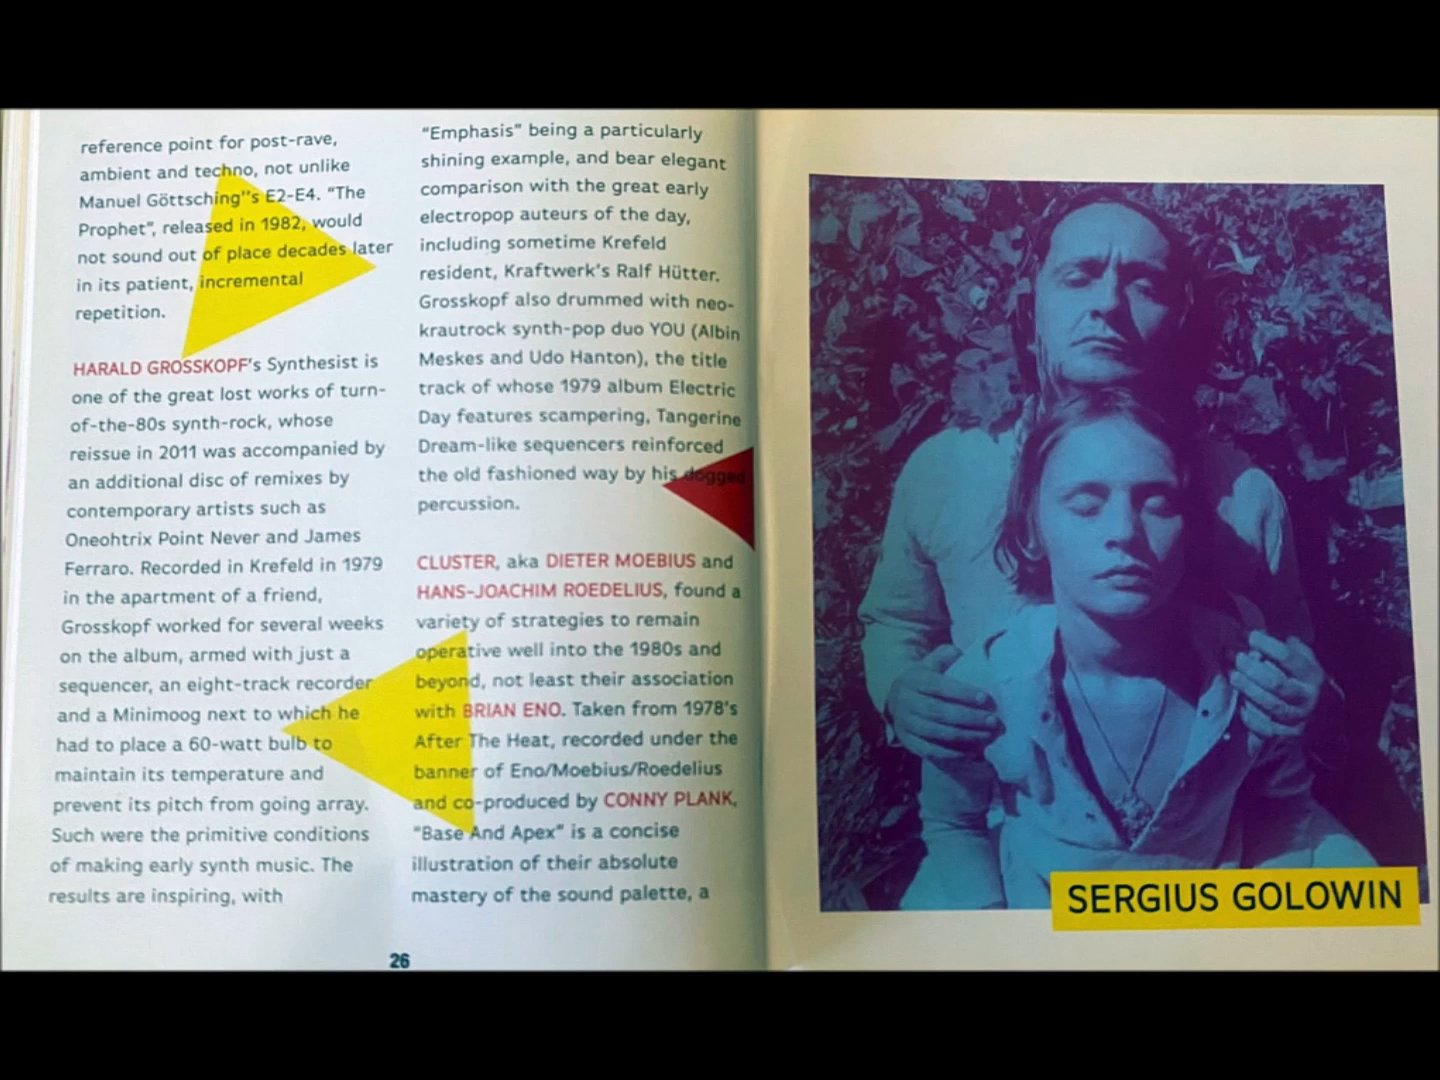 reference point for post-rave,
ambient and techno, not unlike
Manuel Göttsching''s E2-E4. “The
Prophet”, released in 1982, would
not sound out of place decades later
in its patient, incremental
repetition.
HARALD GROSSKOPF's Synthesist is
one of the great lost works of turn-
of-the-80s synth-rock, whose
reissue in 2011 was accompanied by
an additional disc of remixes by
contemporary artists such as
Oneohtrix Point Never and James
Ferraro. Recorded in Krefeld in 1979
in the apartment of a friend,
Grosskopf worked for several weeks
on the album, armed with just a
sequencer, an eight-track recorder
and a Minimoog next to which he
had to place a 60-watt bulb to
maintain its temperature and
prevent its pitch from going array.
Such were the primitive conditions
of making early synth music. The
results are inspiring, with
“Emphasis” being a particularly
shining example, and bear elegant
comparison with the great early
electropop auteurs of the day,
including sometime Krefeld
resident, Kraftwerk's Ralf Hütter.
Grosskopf also drummed with neo-
krautrock synth-pop duo YOU (Albin
Meskes and Udo Hanton), the title
track of whose 1979 album Electric
Day features scampering, Tangerine
Dream-like sequencers reinforced
the old fashioned way by his dogged
percussion.
CLUSTER, aka DIETER MOEBIUS and
HANS-JOACHIM ROEDELIUS, found a
variety of strategies to remain
operative well into the 1980s and
beyond, not least their association
with BRIAN ENO. Taken from 1978's
After The Heat, recorded under the
banner of Eno/Moebius/Roedelius
and co-produced by CONNY PLANK,
“Base And Apex” is a concise
illustration of their absolute
mastery of the sound palette, a
26
SERGIUS GOLOWIN